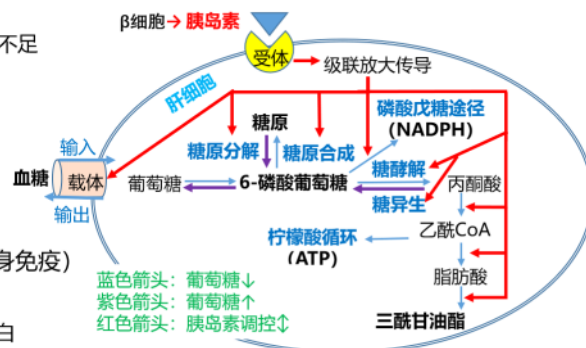 β细胞→ 胰岛素
不足
受体
级联放大传导
肝细胞
糖原
磷酸戊糖途径
(NADPH)
输入
糖原分解
糖原合成
血糖
载体
葡萄糖
6-磷酸葡萄糖
糖酵解
丙酮酸
糖异生
输出
乙酰CoA
柠檬酸循环
(ATP)
身免疫）
脂肪酸
蓝色箭头：葡萄糖↓
紫色箭头：葡萄糖↑
红色箭头：胰岛素调控↕
三酰甘油酯
白